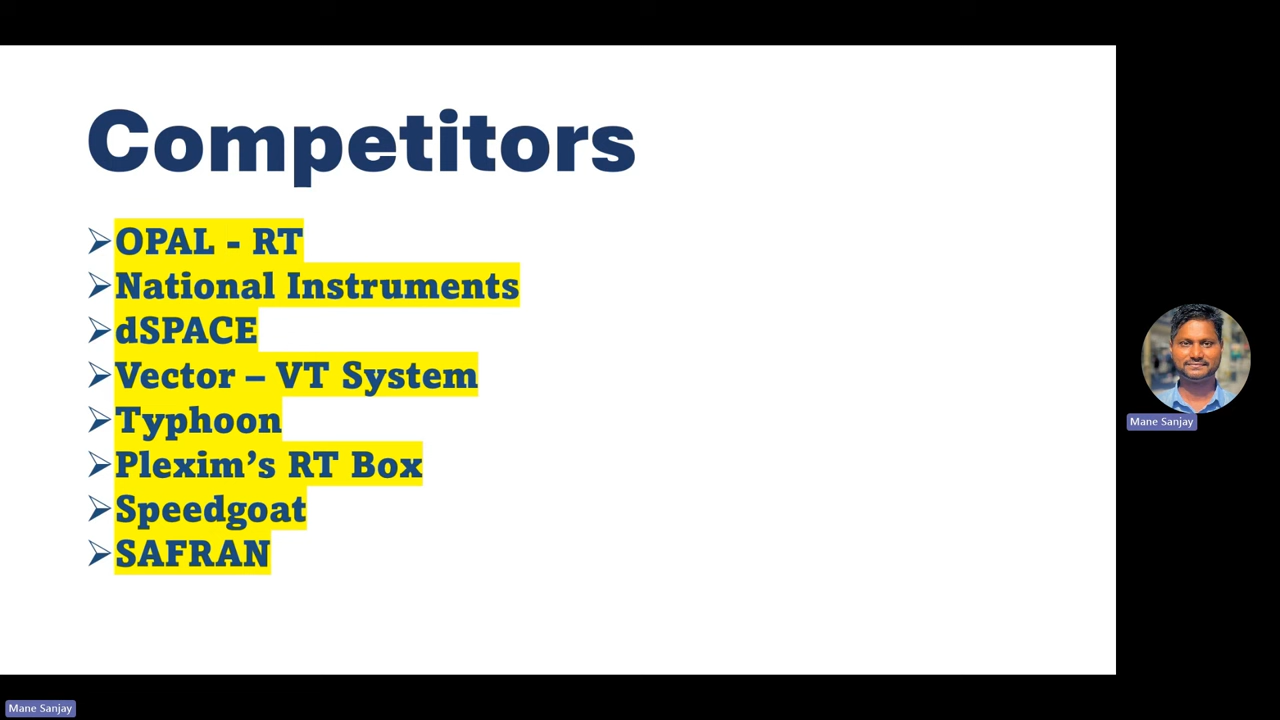 Competitors
➢OPAL - RT
➢National Instruments
➢dSPACE
➢Vector – VT System
➢Typhoon
➢Plexim’s RT Box
➢Speedgoat
➢SAFRAN
Mane Sanjay
Mane Sanjay